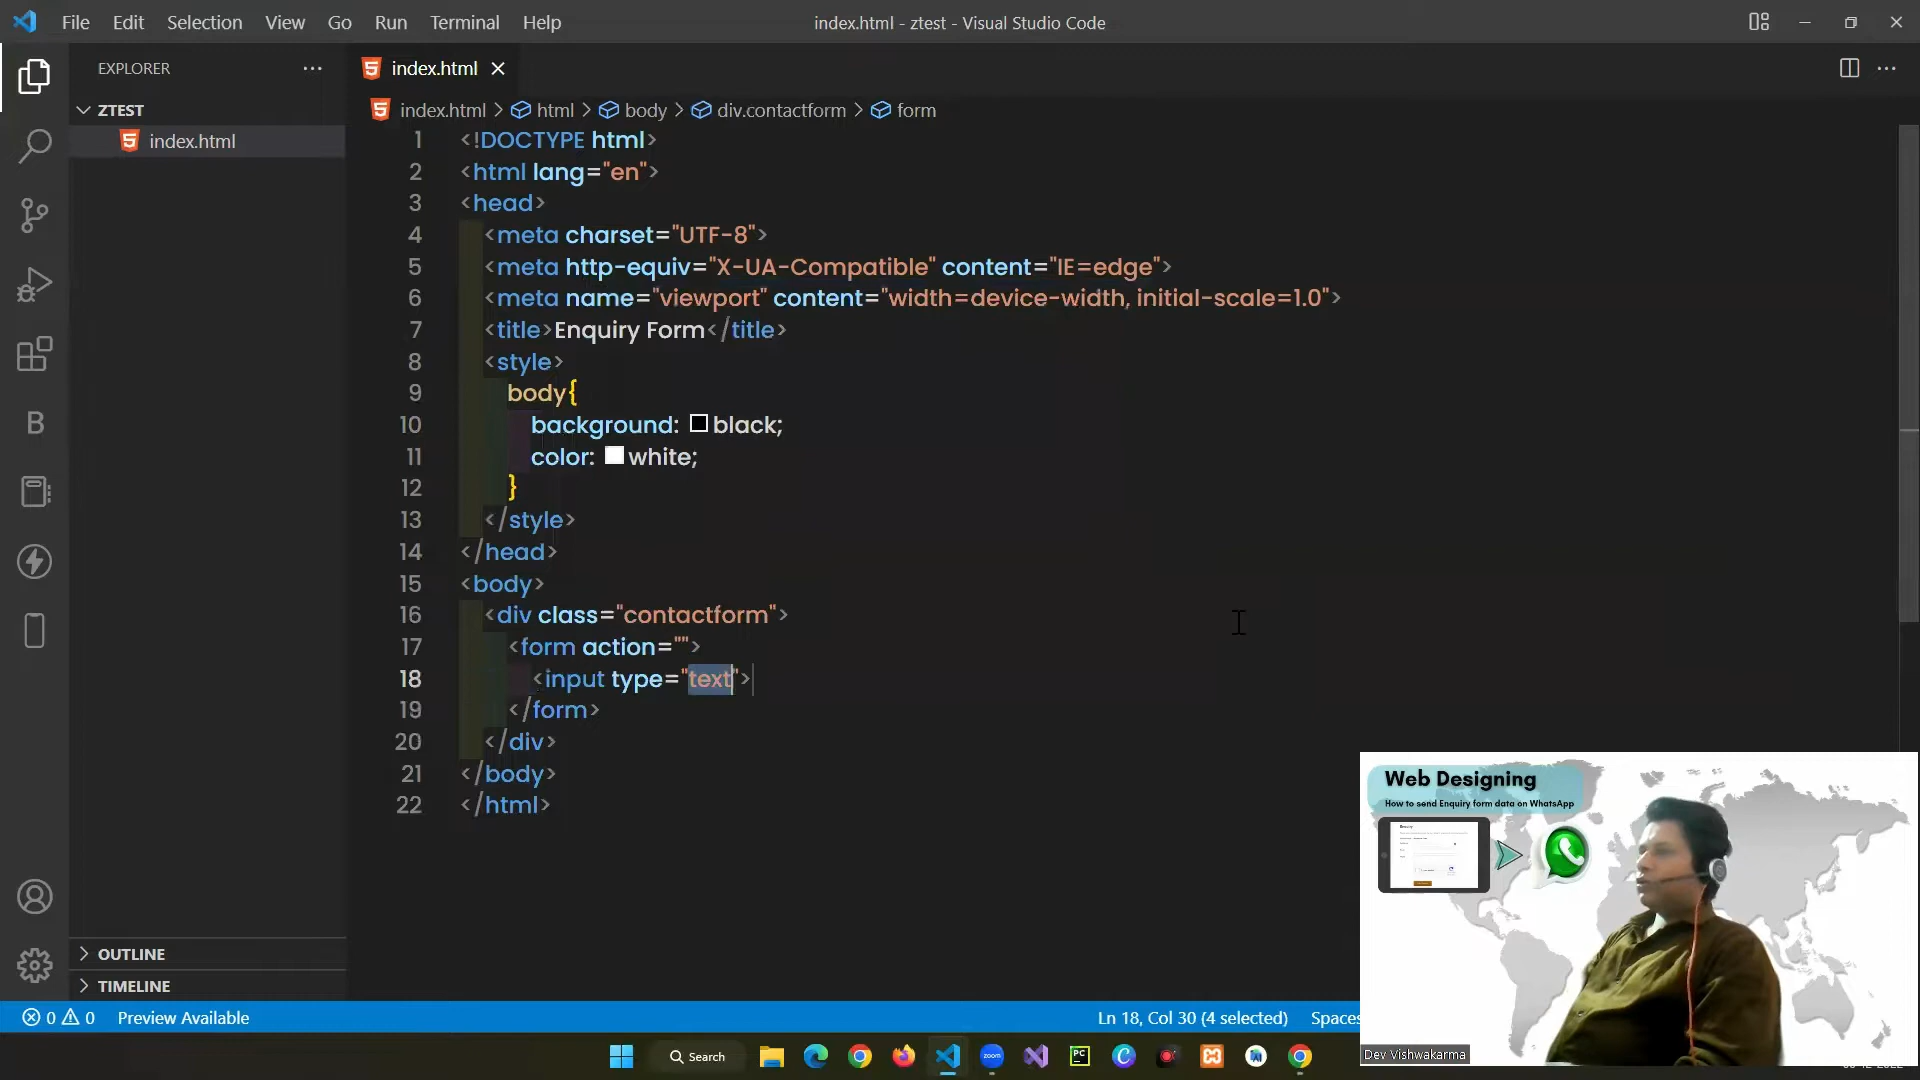 File Edit Selection View Go Run Terminal Help
index.html - ztest - Visual Studio Code
EXPLORER
index.html
ZTEST
index.html
index.html > html > body > div.contactform > form
1 <!DOCTYPE html>
2 <html lang="en">
3 <head>
4 <meta charset="UTF-8">
5 <meta http-equiv="X-UA-Compatible" content="IE=edge">
6 <meta name="viewport" content="width=device-width, initial-scale=1.0">
7 <title>Enquiry Form</title>
8 <style>
9 body{
10 background: black;
11 color: white;
12 }
13 </style>
14 </head>
15 <body>
16 <div class="contactform">
17 <form action="">
18 <input type="text">
19 </form>
20 </div>
21 </body>
22 </html>
OUTLINE
TIMELINE
0 0 Preview Available
Ln 18, Col 30 (4 selected) Spaces
Search
zoom
PC
Web Designing
How to send Enquiry form data on WhatsApp
Enquiry
Dev Vishwakarma